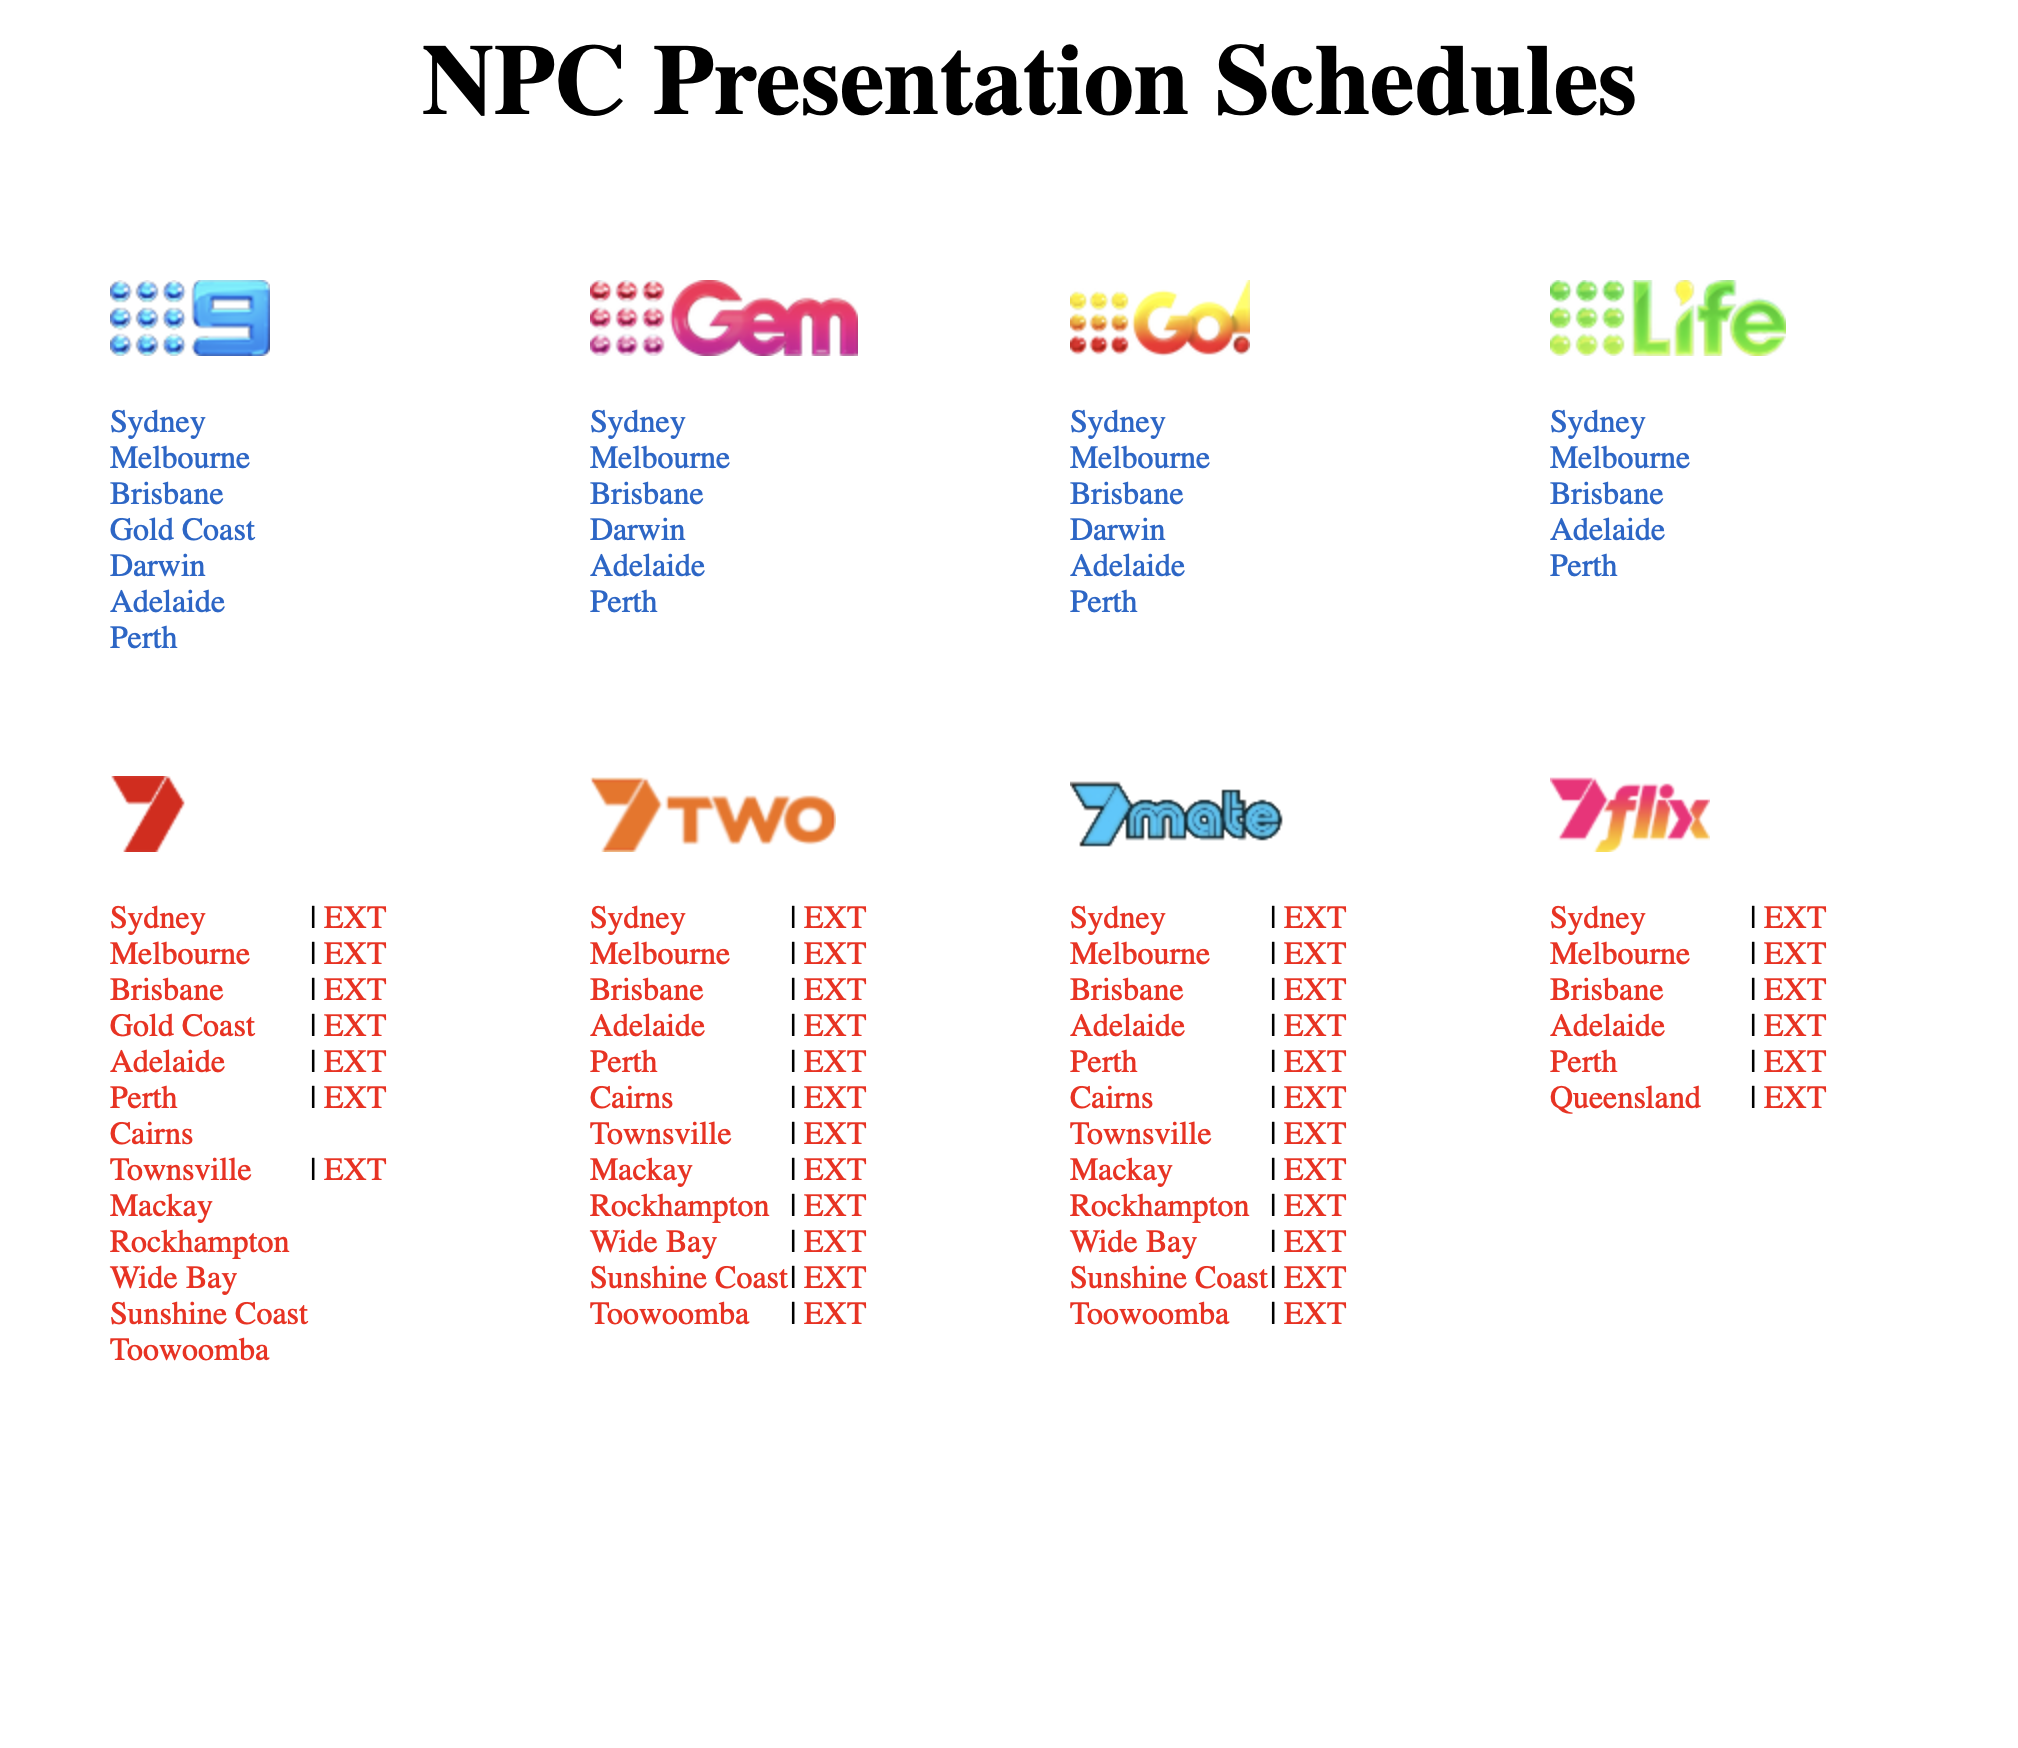 NPC Presentation Schedules
9
Sydney
Melbourne
Brisbane
Gold Coast
Darwin
Adelaide
Perth
Gem
Sydney
Melbourne
Brisbane
Darwin
Adelaide
Perth
Go!
Sydney
Melbourne
Brisbane
Darwin
Adelaide
Perth
Life
Sydney
Melbourne
Brisbane
Adelaide
Perth
7
Sydney | EXT
Melbourne | EXT
Brisbane | EXT
Gold Coast | EXT
Adelaide | EXT
Perth | EXT
Cairns
Townsville | EXT
Mackay
Rockhampton
Wide Bay
Sunshine Coast
Toowoomba
7TWO
Sydney | EXT
Melbourne | EXT
Brisbane | EXT
Adelaide | EXT
Perth | EXT
Cairns | EXT
Townsville | EXT
Mackay | EXT
Rockhampton | EXT
Wide Bay | EXT
Sunshine Coast | EXT
Toowoomba | EXT
7mate
Sydney | EXT
Melbourne | EXT
Brisbane | EXT
Adelaide | EXT
Perth | EXT
Cairns | EXT
Townsville | EXT
Mackay | EXT
Rockhampton | EXT
Wide Bay | EXT
Sunshine Coast | EXT
Toowoomba | EXT
7flix
Sydney | EXT
Melbourne | EXT
Brisbane | EXT
Adelaide | EXT
Perth | EXT
Queensland | EXT